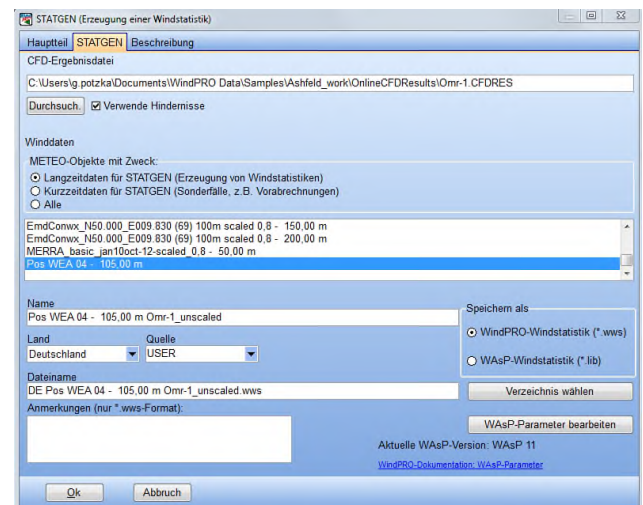 STATGEN (Erzeugung einer Windstatistik)
Hauptteil STATGEN Beschreibung
CFD-Ergebnisdatei
C:\Users\g.potzka\Documents\WindPRO Data\Samples\Ashfeld_work\OnlineCFDResults\Omr-1.CFDRES
Durchsuch. Verwende Hindernisse
Winddaten
METEO-Objekte mit Zweck:
Langzeitdaten für STATGEN (Erzeugung von Windstatistiken)
Kurzzeitdaten für STATGEN (Sonderfälle, z.B. Vorabrechnungen)
Alle
EmdConwx_N50.000_E009.830 (69) 100m scaled 0,8 - 150,00 m
EmdConwx_N50.000_E009.830 (69) 100m scaled 0,8 - 200,00 m
MERRA_basic_jan10oct-12-scaled_0,8 - 50,00 m
Pos WEA 04 - 105,00 m
Name
Pos WEA 04 - 105,00 m Omr-1_unscaled
Land Quelle
Deutschland USER
Dateiname
DE Pos WEA 04 - 105,00 m Omr-1_unscaled.wws
Anmerkungen (nur *.wws-Format):
Speichern als
WindPRO-Windstatistik (*.wws)
WAsP-Windstatistik (*.lib)
Verzeichnis wählen
WAsP-Parameter bearbeiten
Aktuelle WAsP-Version: WAsP 11
WindPRO-Dokumentation: WAsP-Parameter
Ok Abbruch